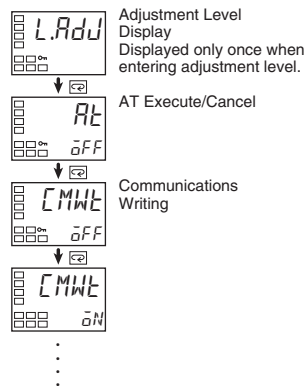 L.AdJ
Adjustment Level
Display
Displayed only once when
entering adjustment level.
At
oFF
AT Execute/Cancel
CMWt
oFF
Communications
Writing
CMWt
oN